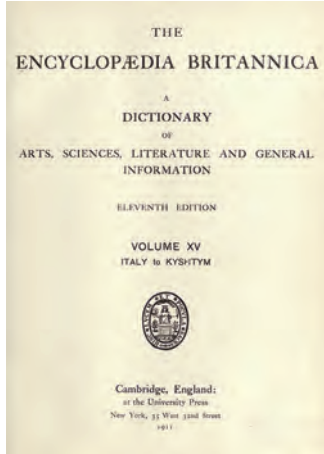 THE
ENCYCLOPÆDIA BRITANNICA
A
DICTIONARY
OF
ARTS, SCIENCES, LITERATURE AND GENERAL
INFORMATION
ELEVENTH EDITION
VOLUME XV
ITALY to KYSHTYM
Cambridge, England:
at the University Press
New York, 35 West 32nd Street
1911